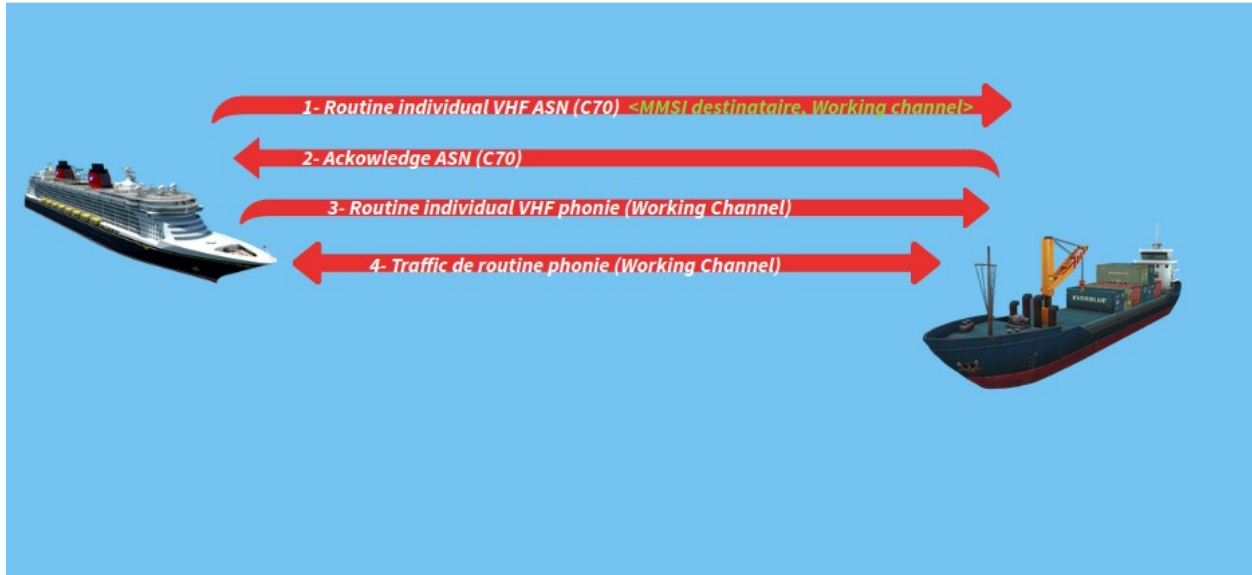 1- Routine individual VHF ASN (C70) <MMSI destinataire, Working channel>
2- Ackowledge ASN (C70)
3- Routine individual VHF phonie (Working Channel)
4- Traffic de routine phonie (Working Channel)
EVERBLUE